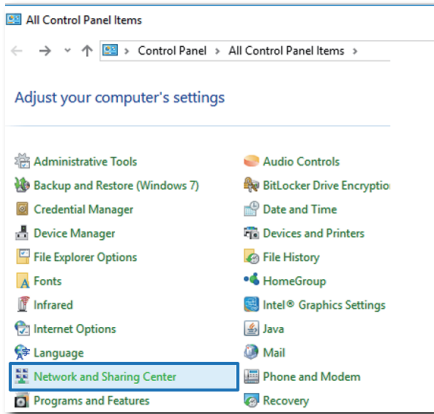 All Control Panel Items
Control Panel > All Control Panel Items >
Adjust your computer's settings
Administrative Tools
Audio Controls
Backup and Restore (Windows 7)
BitLocker Drive Encryptio
Credential Manager
Date and Time
Device Manager
Devices and Printers
File Explorer Options
File History
Fonts
HomeGroup
Infrared
Intel® Graphics Settings
Internet Options
Java
Language
Mail
Network and Sharing Center
Phone and Modem
Programs and Features
Recovery